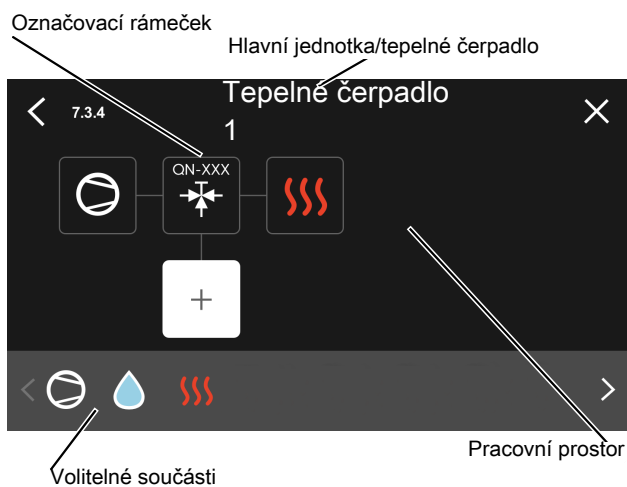 Označovací rámeček
Hlavní jednotka/tepelné čerpadlo
Tepelné čerpadlo
7.3.4
1
QN-XXX
Pracovní prostor
Volitelné součásti